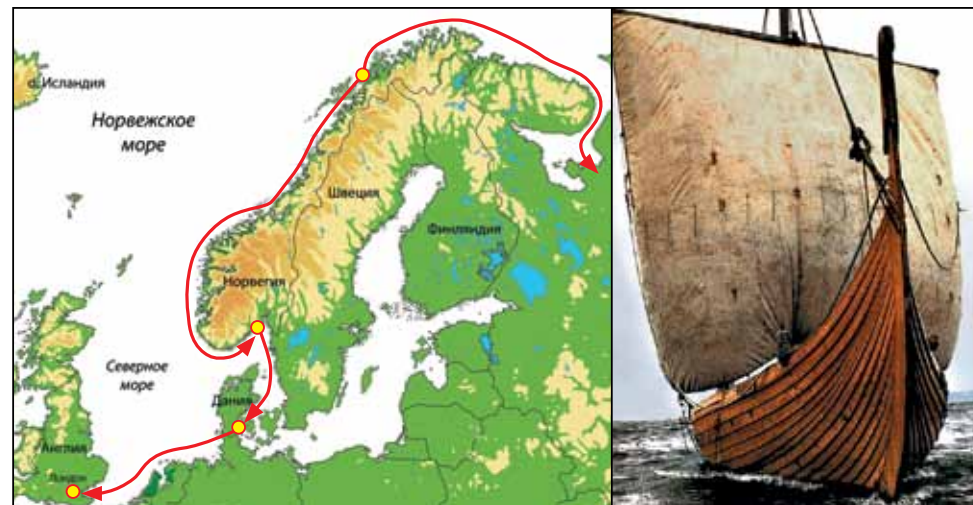 о. Исландия
Норвежское
море
Швеция
Финляндия
Норвегия
Северное
море
Дания
Англия
Лондон